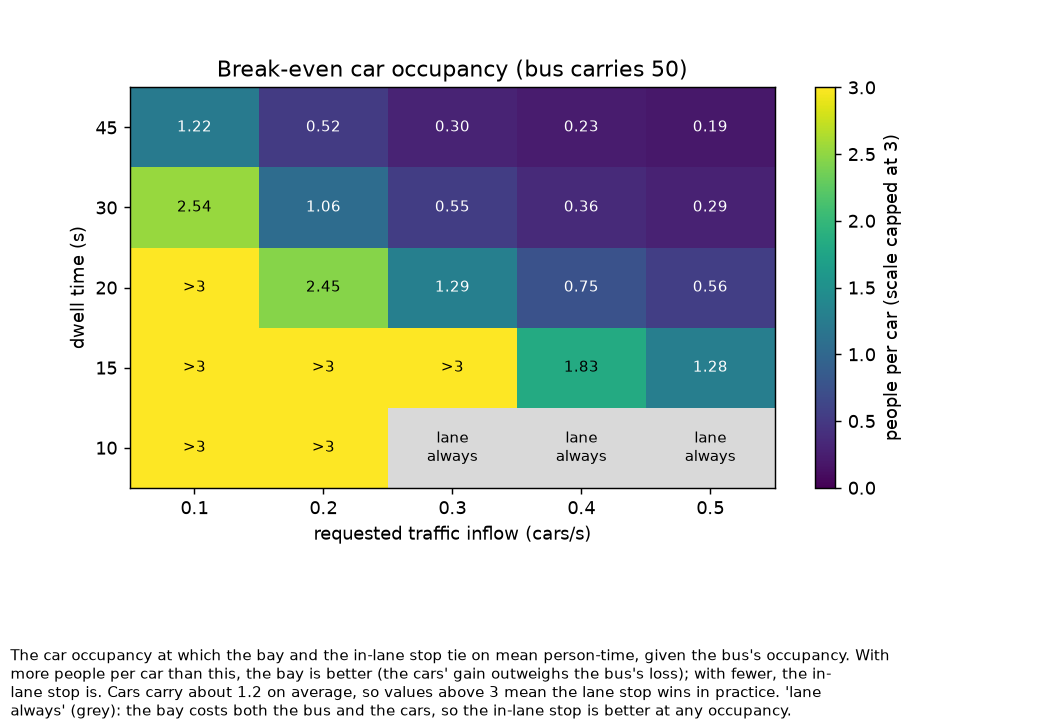 Break-even car occupancy (bus carries 50)
dwell time (s)
45
1.22 0.52 0.30 0.23 0.19
30
2.54 1.06 0.55 0.36 0.29
20
>3 2.45 1.29 0.75 0.56
15
>3 >3 >3 1.83 1.28
10
>3 >3 lane always lane always lane always
0.1 0.2 0.3 0.4 0.5
requested traffic inflow (cars/s)
3.0
2.5
2.0
1.5
1.0
0.5
0.0
people per car (scale capped at 3)
The car occupancy at which the bay and the in-lane stop tie on mean person-time, given the bus's occupancy. With
more people per car than this, the bay is better (the cars' gain outweighs the bus's loss); with fewer, the in-
lane stop is. Cars carry about 1.2 on average, so values above 3 mean the lane stop wins in practice. 'lane
always' (grey): the bay costs both the bus and the cars, so the in-lane stop is better at any occupancy.